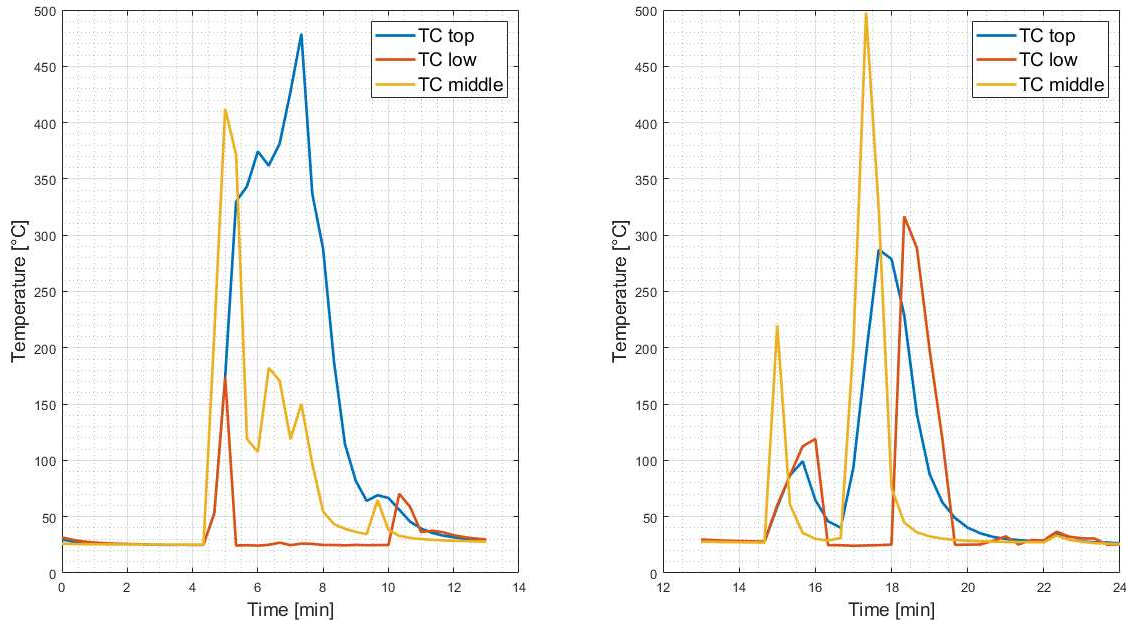 500
450
400
350
300
250
200
150
100
50
0
Temperature [°C]
TC top
TC low
TC middle
0 2 4 6 8 10 12 14
Time [min]
500
450
400
350
300
250
200
150
100
50
0
Temperature [°C]
TC top
TC low
TC middle
12 14 16 18 20 22 24
Time [min]